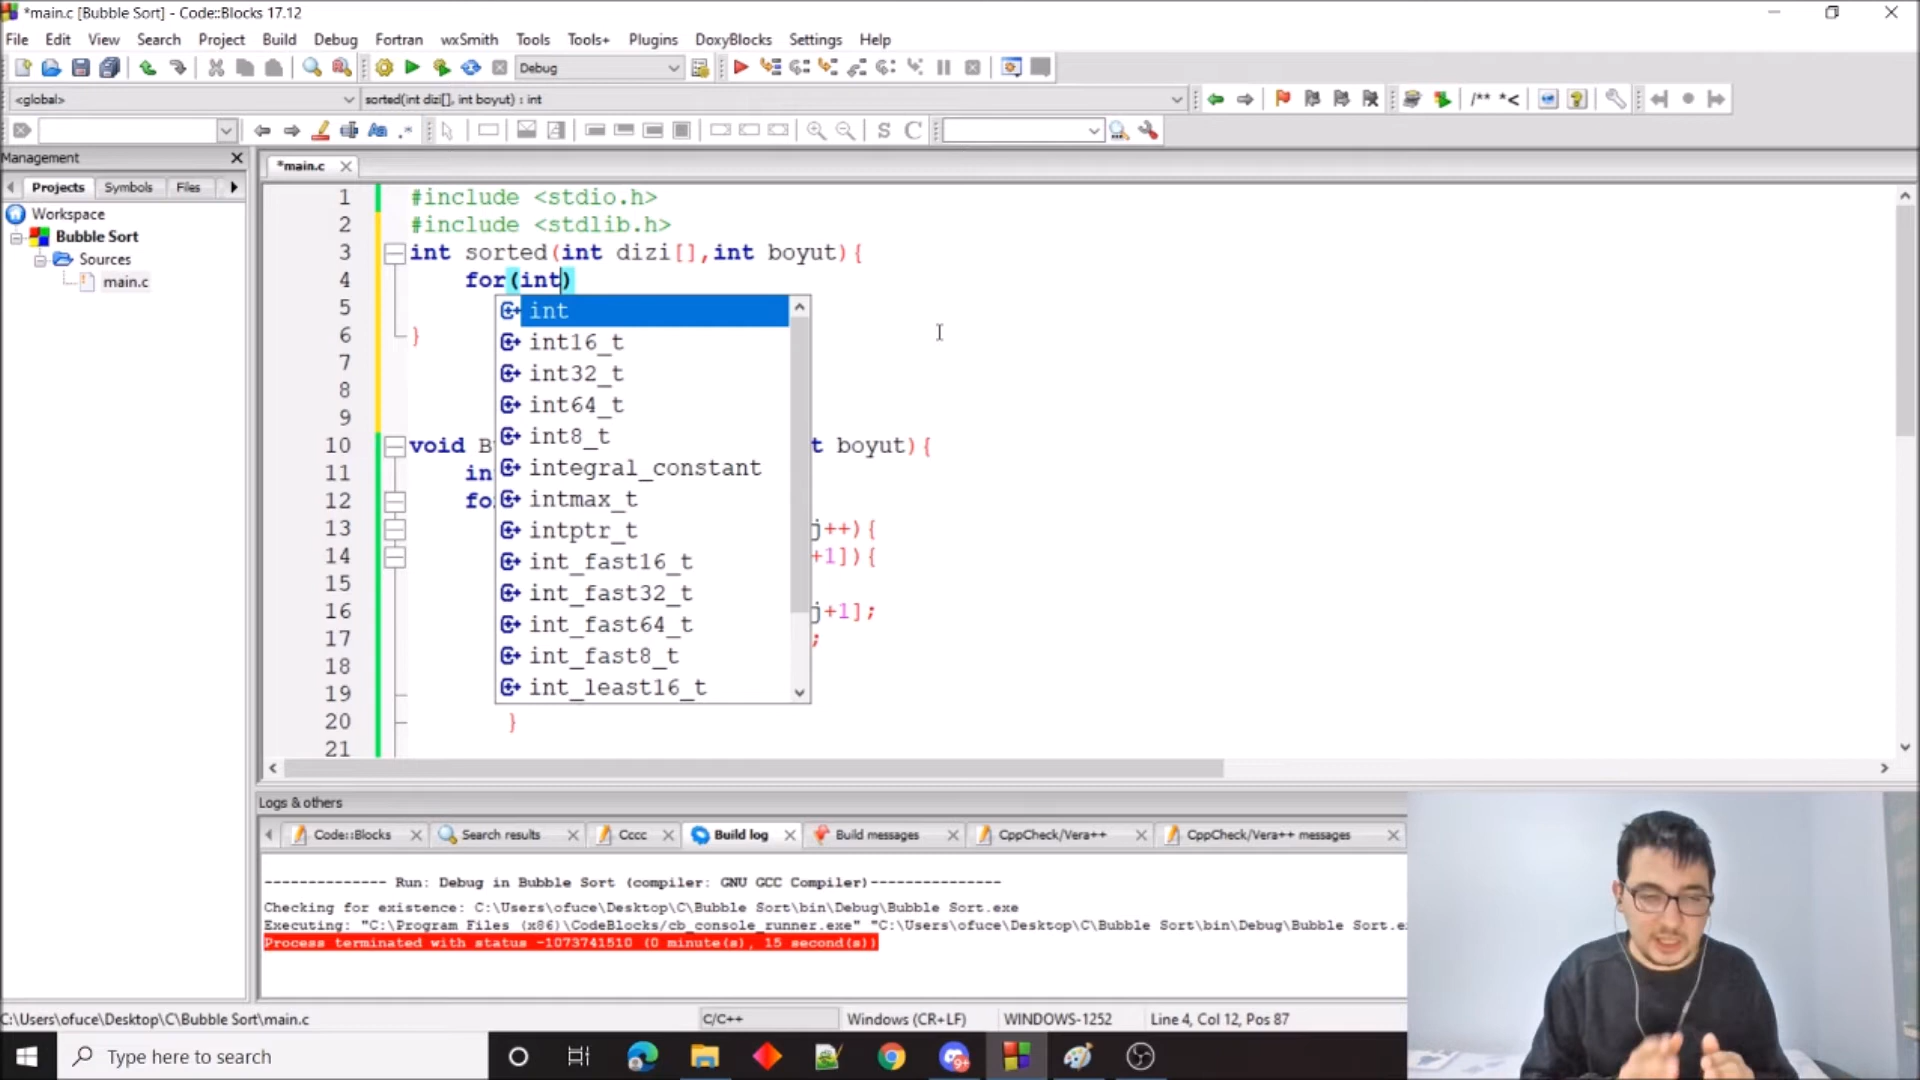 *main.c [Bubble Sort] - Code::Blocks 17.12
File Edit View Search Project Build Debug Fortran wxSmith Tools Tools+ Plugins DoxyBlocks Settings Help
Debug
<global> sorted(int dizi[], int boyut) : int
Management
Projects Symbols Files
Workspace
Bubble Sort
Sources
main.c
*main.c
1 #include <stdio.h>
2 #include <stdlib.h>
3 int sorted(int dizi[],int boyut){
4 for(int)
5
6 }
7
8
9
10 void B t boyut){
11 in
12 fo
13 j++){
14 +1]){
15
16 j+1];
17 ;
18
19
20 }
21
int
int16_t
int32_t
int64_t
int8_t
integral_constant
intmax_t
intptr_t
int_fast16_t
int_fast32_t
int_fast64_t
int_fast8_t
int_least16_t
Logs & others
Code::Blocks Search results Cccc Build log Build messages CppCheck/Vera++ CppCheck/Vera++ messages
-------------- Run: Debug in Bubble Sort (compiler: GNU GCC Compiler)---------------
Checking for existence: C:\Users\ofuce\Desktop\C\Bubble Sort\bin\Debug\Bubble Sort.exe
Executing: "C:\Program Files (x86)\CodeBlocks/cb_console_runner.exe" "C:\Users\ofuce\Desktop\C\Bubble Sort\bin\Debug\Bubble Sort.e
Process terminated with status -1073741510 (0 minute(s), 15 second(s))
C:\Users\ofuce\Desktop\C\Bubble Sort\main.c C/C++ Windows (CR+LF) WINDOWS-1252 Line 4, Col 12, Pos 87
Type here to search